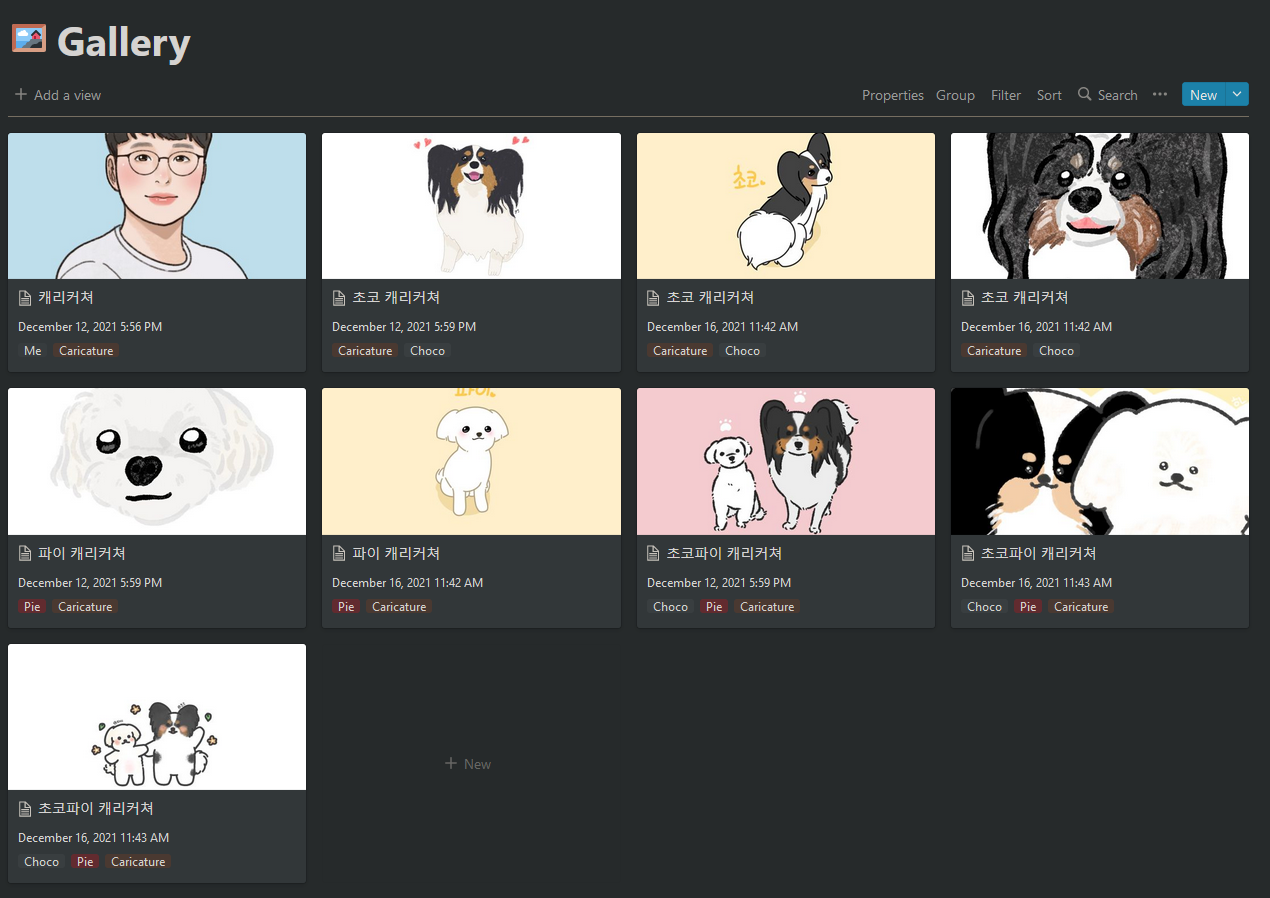 Gallery
Add a view
Properties Group Filter Sort Search ... New
초코.
캐리커쳐
December 12, 2021 5:56 PM
Me Caricature
초코 캐리커쳐
December 12, 2021 5:59 PM
Caricature Choco
초코 캐리커쳐
December 16, 2021 11:42 AM
Caricature Choco
초코 캐리커쳐
December 16, 2021 11:42 AM
Caricature Choco
파이 캐리커쳐
December 12, 2021 5:59 PM
Pie Caricature
파이 캐리커쳐
December 16, 2021 11:42 AM
Pie Caricature
초코파이 캐리커쳐
December 12, 2021 5:59 PM
Choco Pie Caricature
초코파이 캐리커쳐
December 16, 2021 11:43 AM
Choco Pie Caricature
초코파이 캐리커쳐
December 16, 2021 11:43 AM
Choco Pie Caricature
New